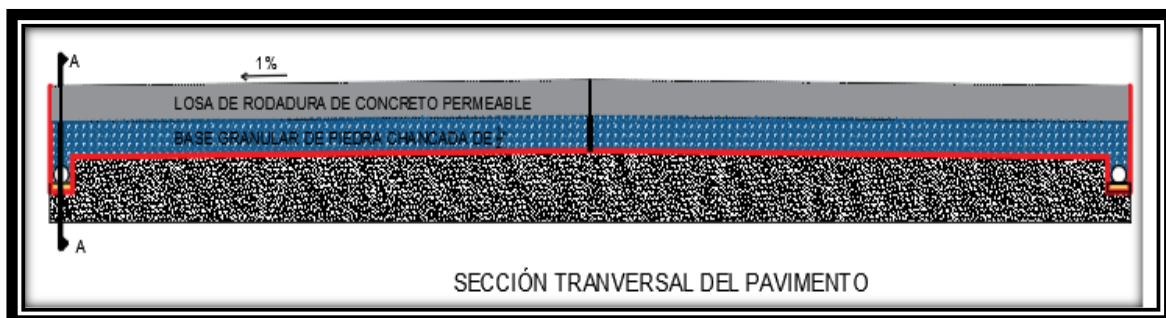 A
1%
LOSA DE RODADURA DE CONCRETO PERMEABLE
BASE GRANULAR DE PIEDRA CHANCADA DE
A
SECCIÓN TRANVERSAL DEL PAVIMENTO